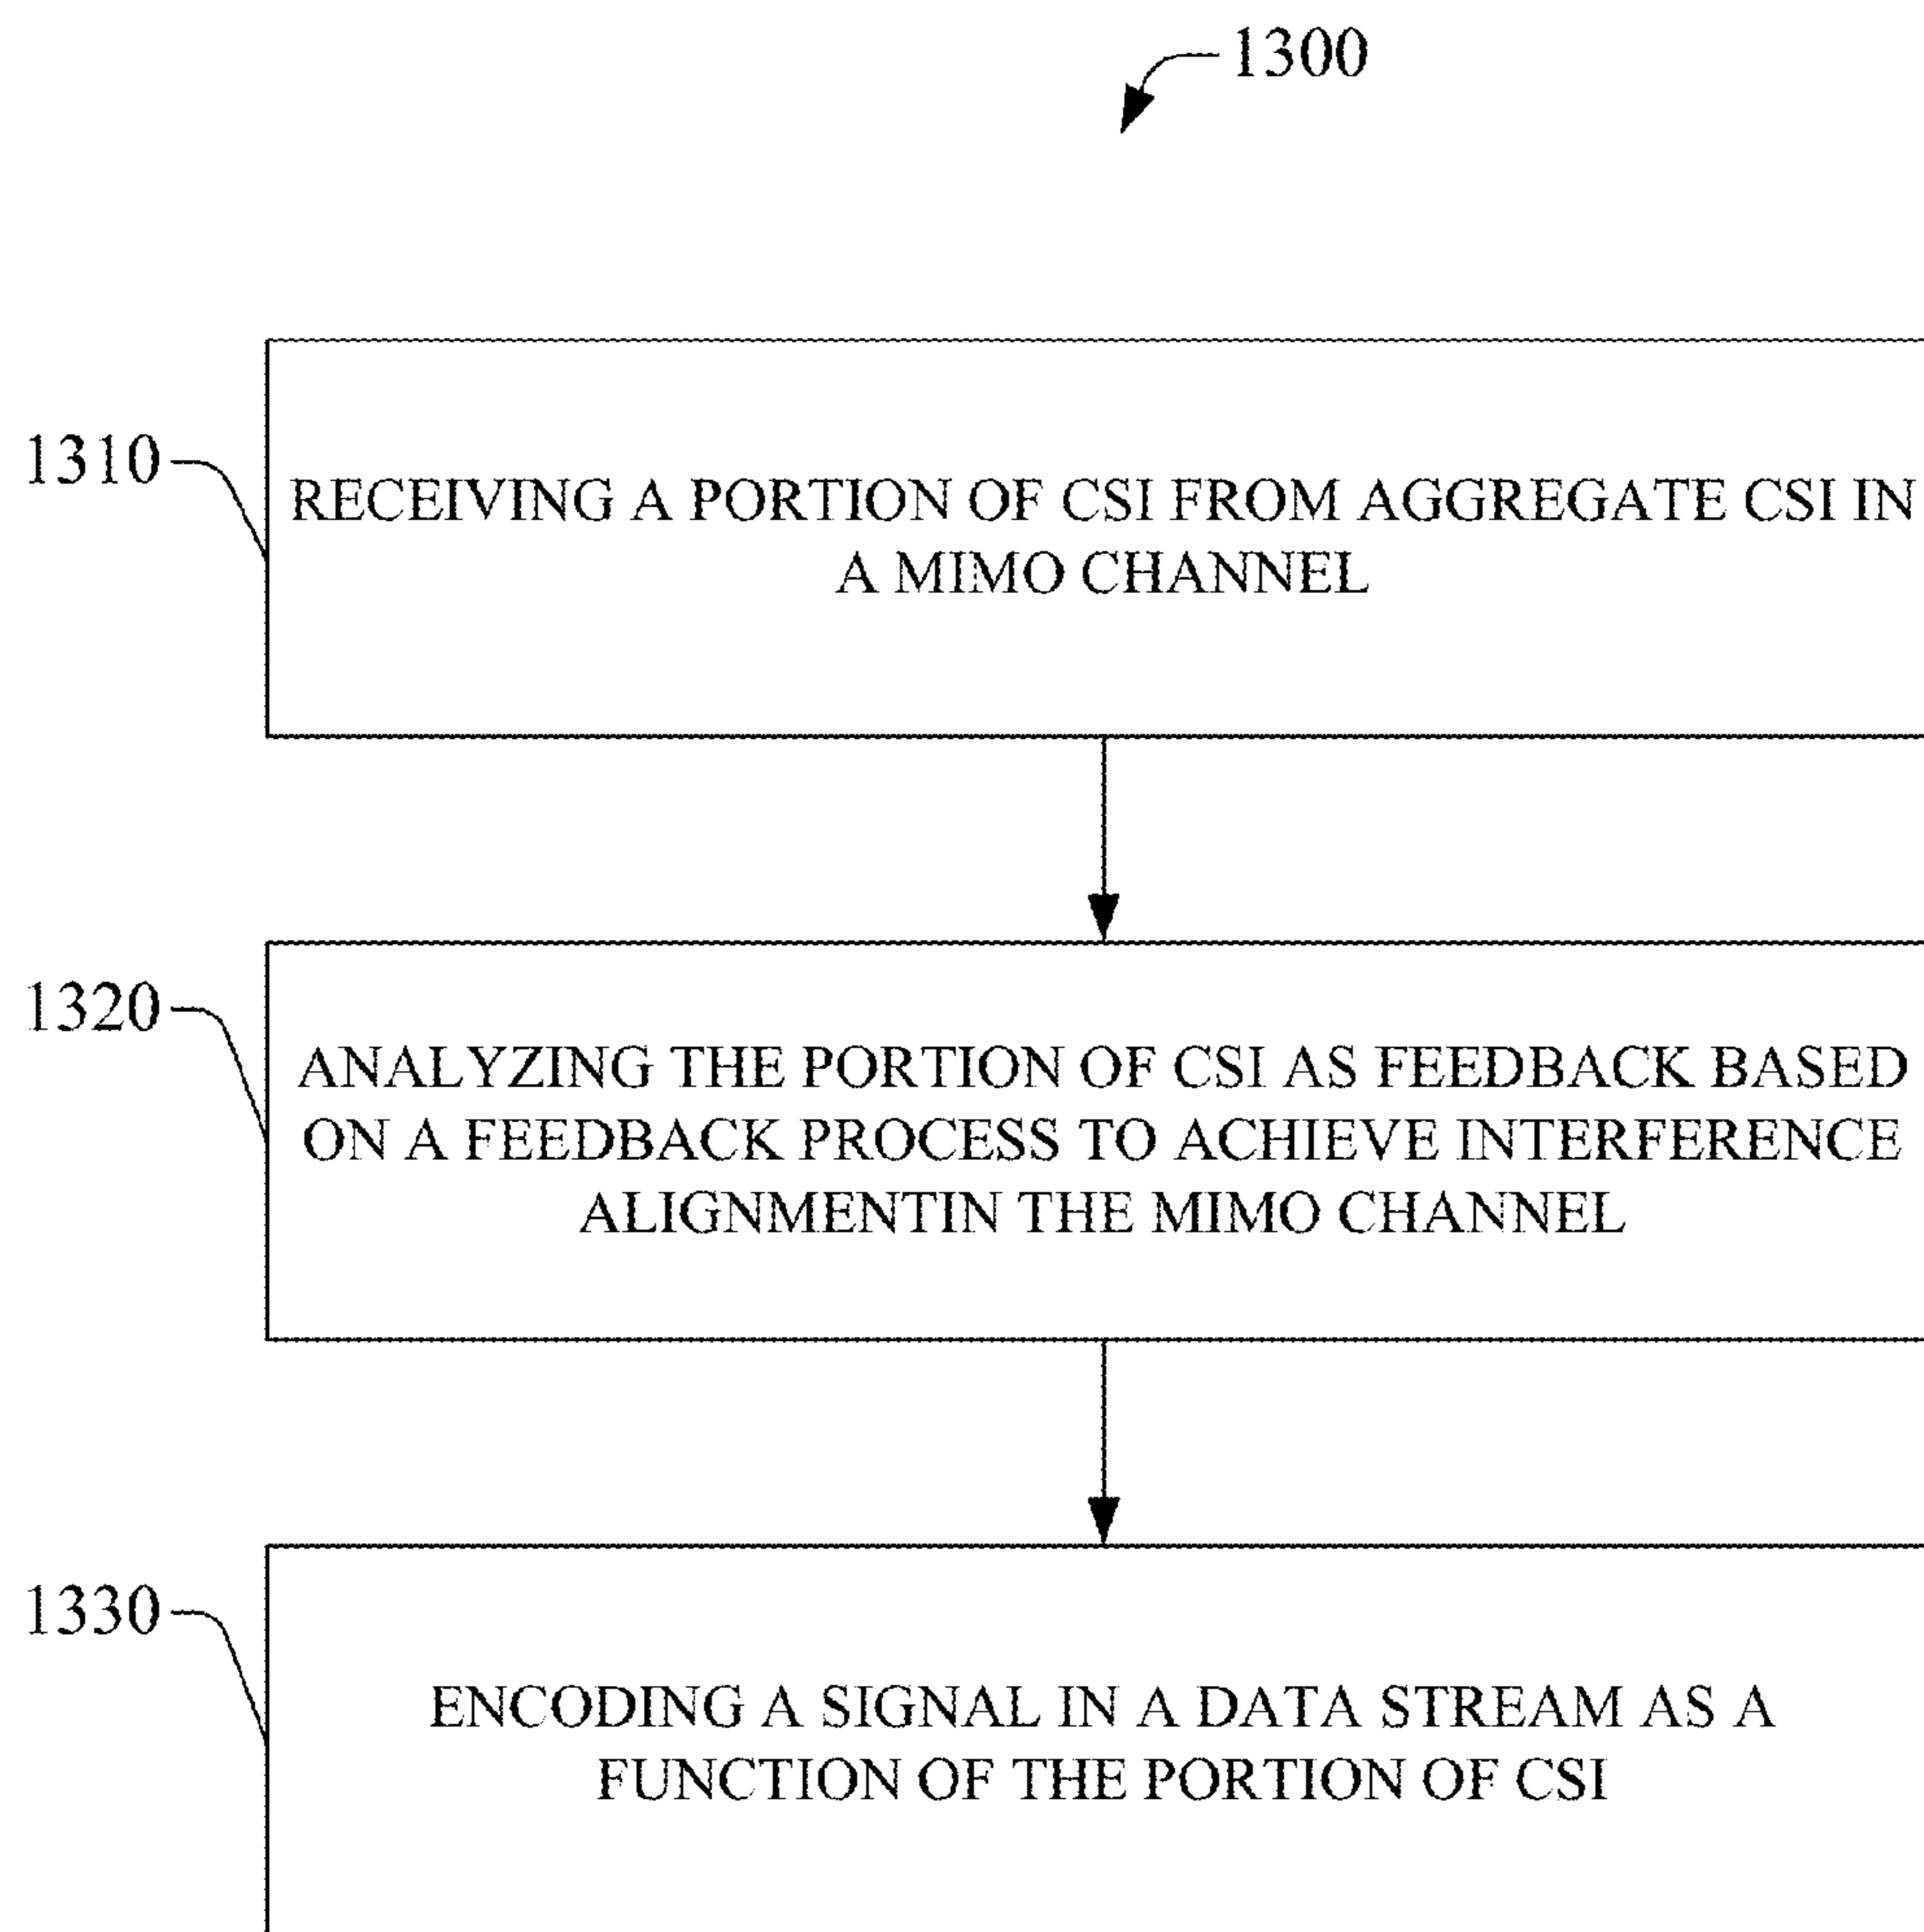 1300
1310
RECEIVING A PORTION OF CSI FROM AGGREGATE CSI IN
A MIMO CHANNEL
1320
ANALYZING THE PORTION OF CSI AS FEEDBACK BASED
ON A FEEDBACK PROCESS TO ACHIEVE INTERFERENCE
ALIGNMENTIN THE MIMO CHANNEL
1330
ENCODING A SIGNAL IN A DATA STREAM AS A
FUNCTION OF THE PORTION OF CSI